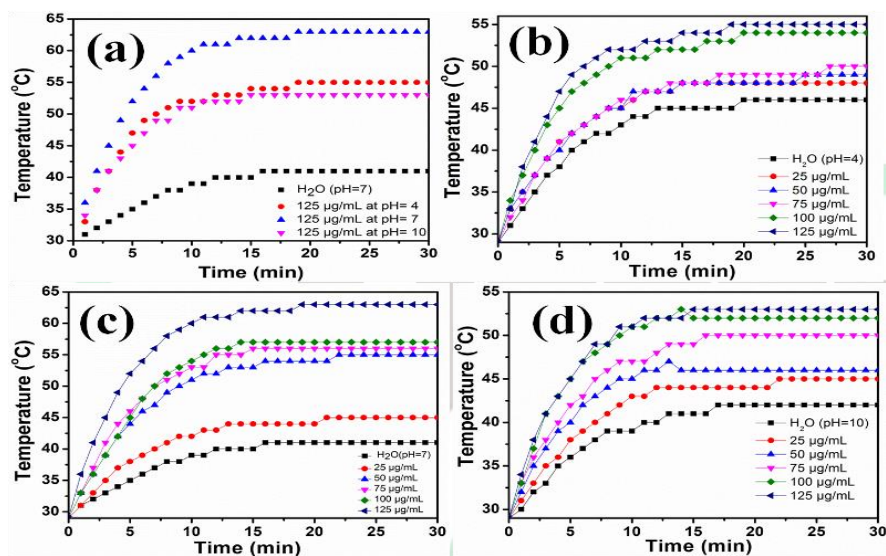 (a)
Temperature (°C)
65
60
55
50
45
40
35
30
H₂O (pH=7)
125 µg/mL at pH= 4
125 µg/mL at pH= 7
125 µg/mL at pH= 10
0 5 10 15 20 25 30
Time (min)
(b)
Temperature (°C)
55
50
45
40
35
30
H₂O (pH=4)
25 µg/mL
50 µg/mL
75 µg/mL
100 µg/mL
125 µg/mL
0 5 10 15 20 25 30
Time (min)
(c)
Temperature (°C)
65
60
55
50
45
40
35
30
H₂O(pH=7)
25 µg/mL
50 µg/mL
75 µg/mL
100 µg/mL
125 µg/mL
0 5 10 15 20 25 30
Time (min)
(d)
Temperature (°C)
55
50
45
40
35
30
H₂O (pH=10)
25 µg/mL
50 µg/mL
75 µg/mL
100 µg/mL
125 µg/mL
0 5 10 15 20 25 30
Time (min)